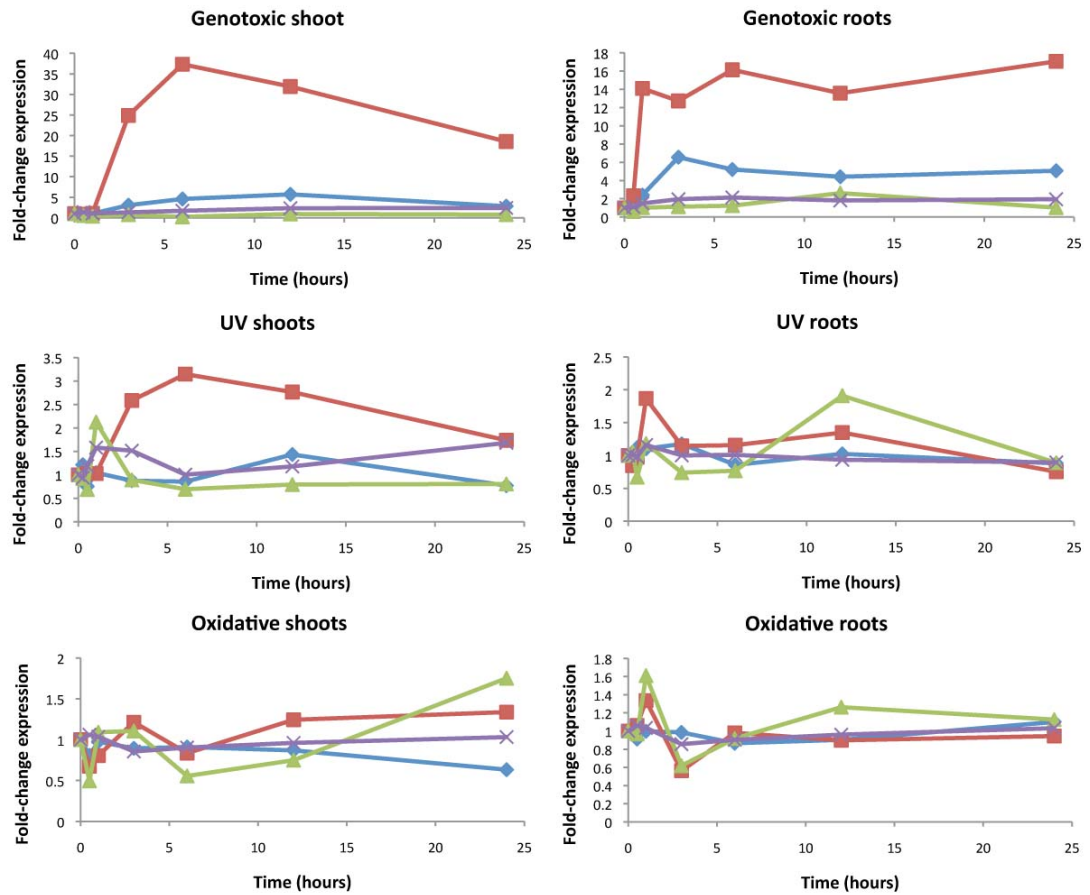 Genotoxic shoot
Fold-change expression
40
35
30
25
20
15
10
5
0
0 5 10 15 20 25
Time (hours)
Genotoxic roots
Fold-change expression
18
16
14
12
10
8
6
4
2
0
0 5 10 15 20 25
Time (hours)
UV shoots
Fold-change expression
3.5
3
2.5
2
1.5
1
0.5
0
0 5 10 15 20 25
Time (hours)
UV roots
Fold-change expression
2.5
2
1.5
1
0.5
0
0 5 10 15 20 25
Time (hours)
Oxidative shoots
Fold-change expression
2
1.5
1
0.5
0
0 5 10 15 20 25
Time (hours)
Oxidative roots
Fold-change expression
1.8
1.6
1.4
1.2
1
0.8
0.6
0.4
0.2
0
0 5 10 15 20 25
Time (hours)